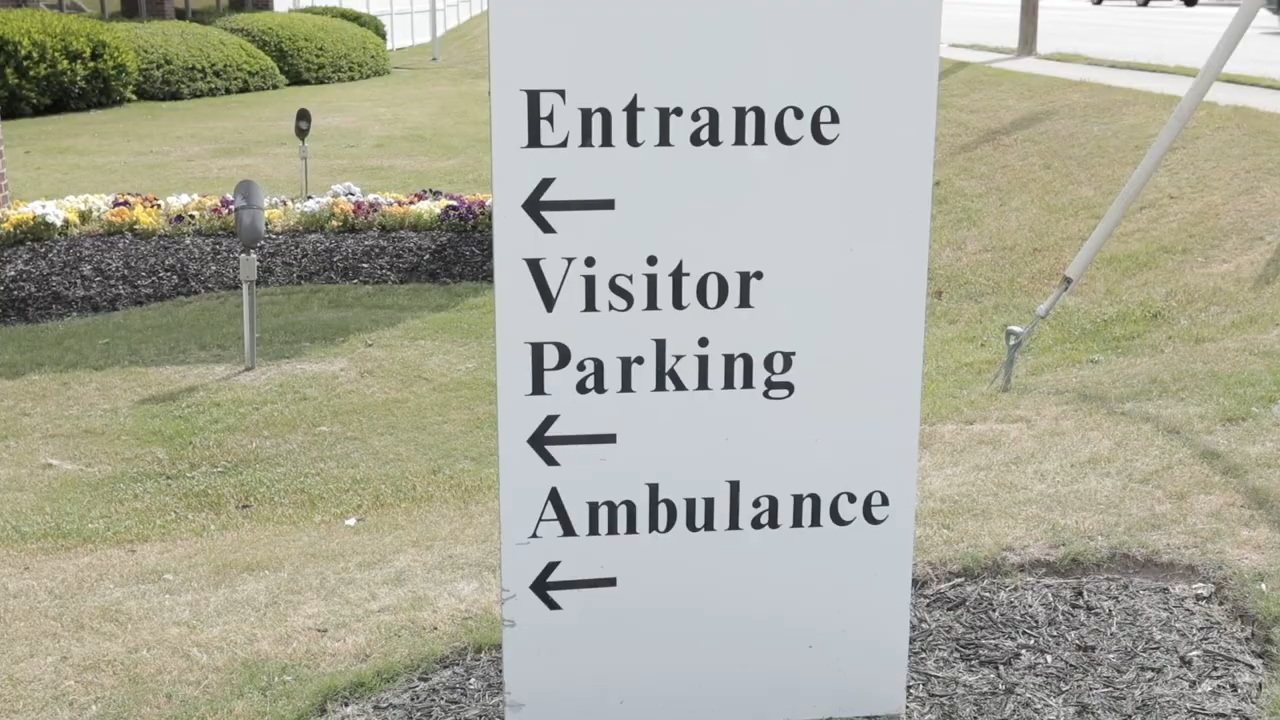 Entrance
←
Visitor
Parking
←
Ambulance
←